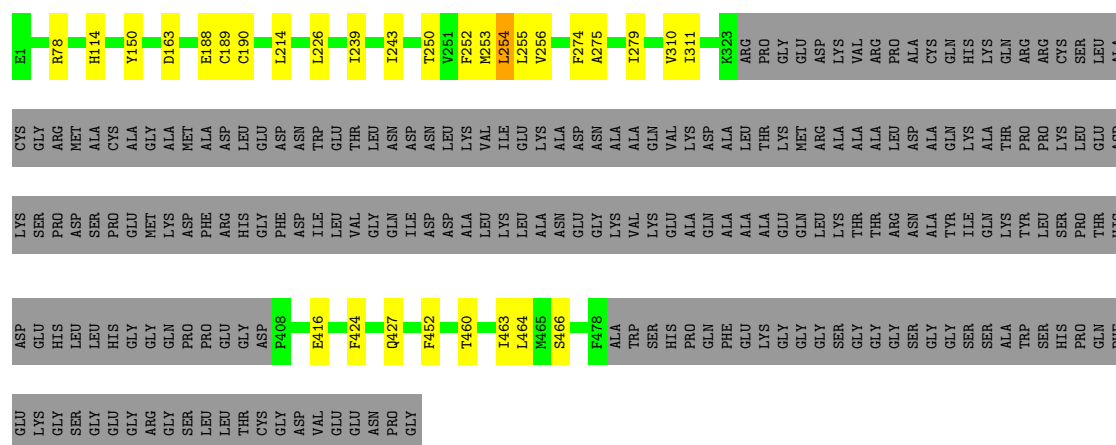 E1 R78 H114 Y150 D163 E188 C189 C190 L214 L226 I239 I243 T250 V251 F252 M253 L254 L255 V256 F274 A275 I279 V310 I311 K323 ARG PRO GLY GLU ASP LYS VAL ARG PRO ALA CYS GLN HIS LYS GLN ARG ARG CYS SER LEU ALA
CYS GLY ARG MET ALA CYS ALA GLY ALA MET ALA ASP LEU GLU ASP ASN TRP GLU THR LEU ASN ASP ASN LEU LYS VAL ILE GLU LYS ALA ASP ASN ALA ALA GLN VAL LYS ASP ALA LEU THR LYS MET ARG ALA ALA ALA LEU ASP ALA GLN LYS ALA THR PRO PRO LYS LEU GLU ASP
LYS SER PRO ASP SER PRO GLU MET LYS ASP PHE ARG HIS GLY PHE ASP ILE LEU VAL GLY GLN ILE ASP ASP ALA LEU LYS LEU ALA ASN GLU GLY LYS VAL LYS GLU ALA GLN ALA ALA ALA GLU GLN LEU LYS THR THR ARG ASN ALA TYR ILE GLN LYS TYR LEU SER PRO THR HIS
ASP GLU HIS LEU LEU HIS GLY GLY GLN PRO PRO GLU GLY ASP P408 E416 F424 Q427 F452 T460 I463 L464 M465 S466 F478 ALA TRP SER HIS PRO GLN PHE GLU LYS GLY GLY GLY SER GLY GLY GLY SER GLY GLY SER SER ALA TRP SER HIS PRO GLN PHE
GLU LYS GLY SER GLY GLU GLY ARG GLY SER LEU LEU THR CYS GLY ASP VAL GLU GLU ASN PRO GLY